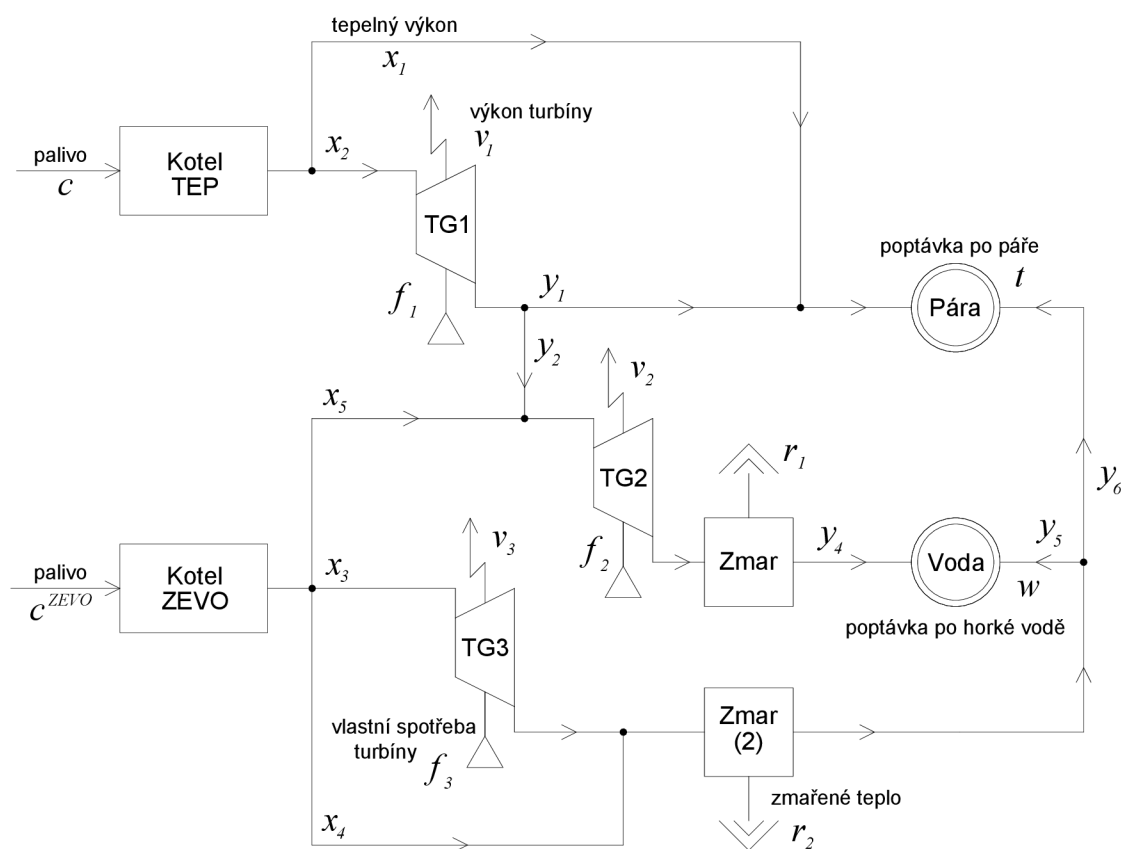 tepelný výkon
x₁
výkon turbíny
v₁
palivo
c
Kotel
TEP
x₂
TG1
f₁
y₁
poptávka po páře
t
Pára
y₂
v₂
x₅
TG2
r₁
y₆
f₂
v₃
palivo
c^ZEVO
Kotel
ZEVO
x₃
Zmar
y₄
Voda
y₅
w
poptávka po horké vodě
TG3
vlastní spotřeba
turbíny
f₃
Zmar
(2)
zmařené teplo
r₂
x₄